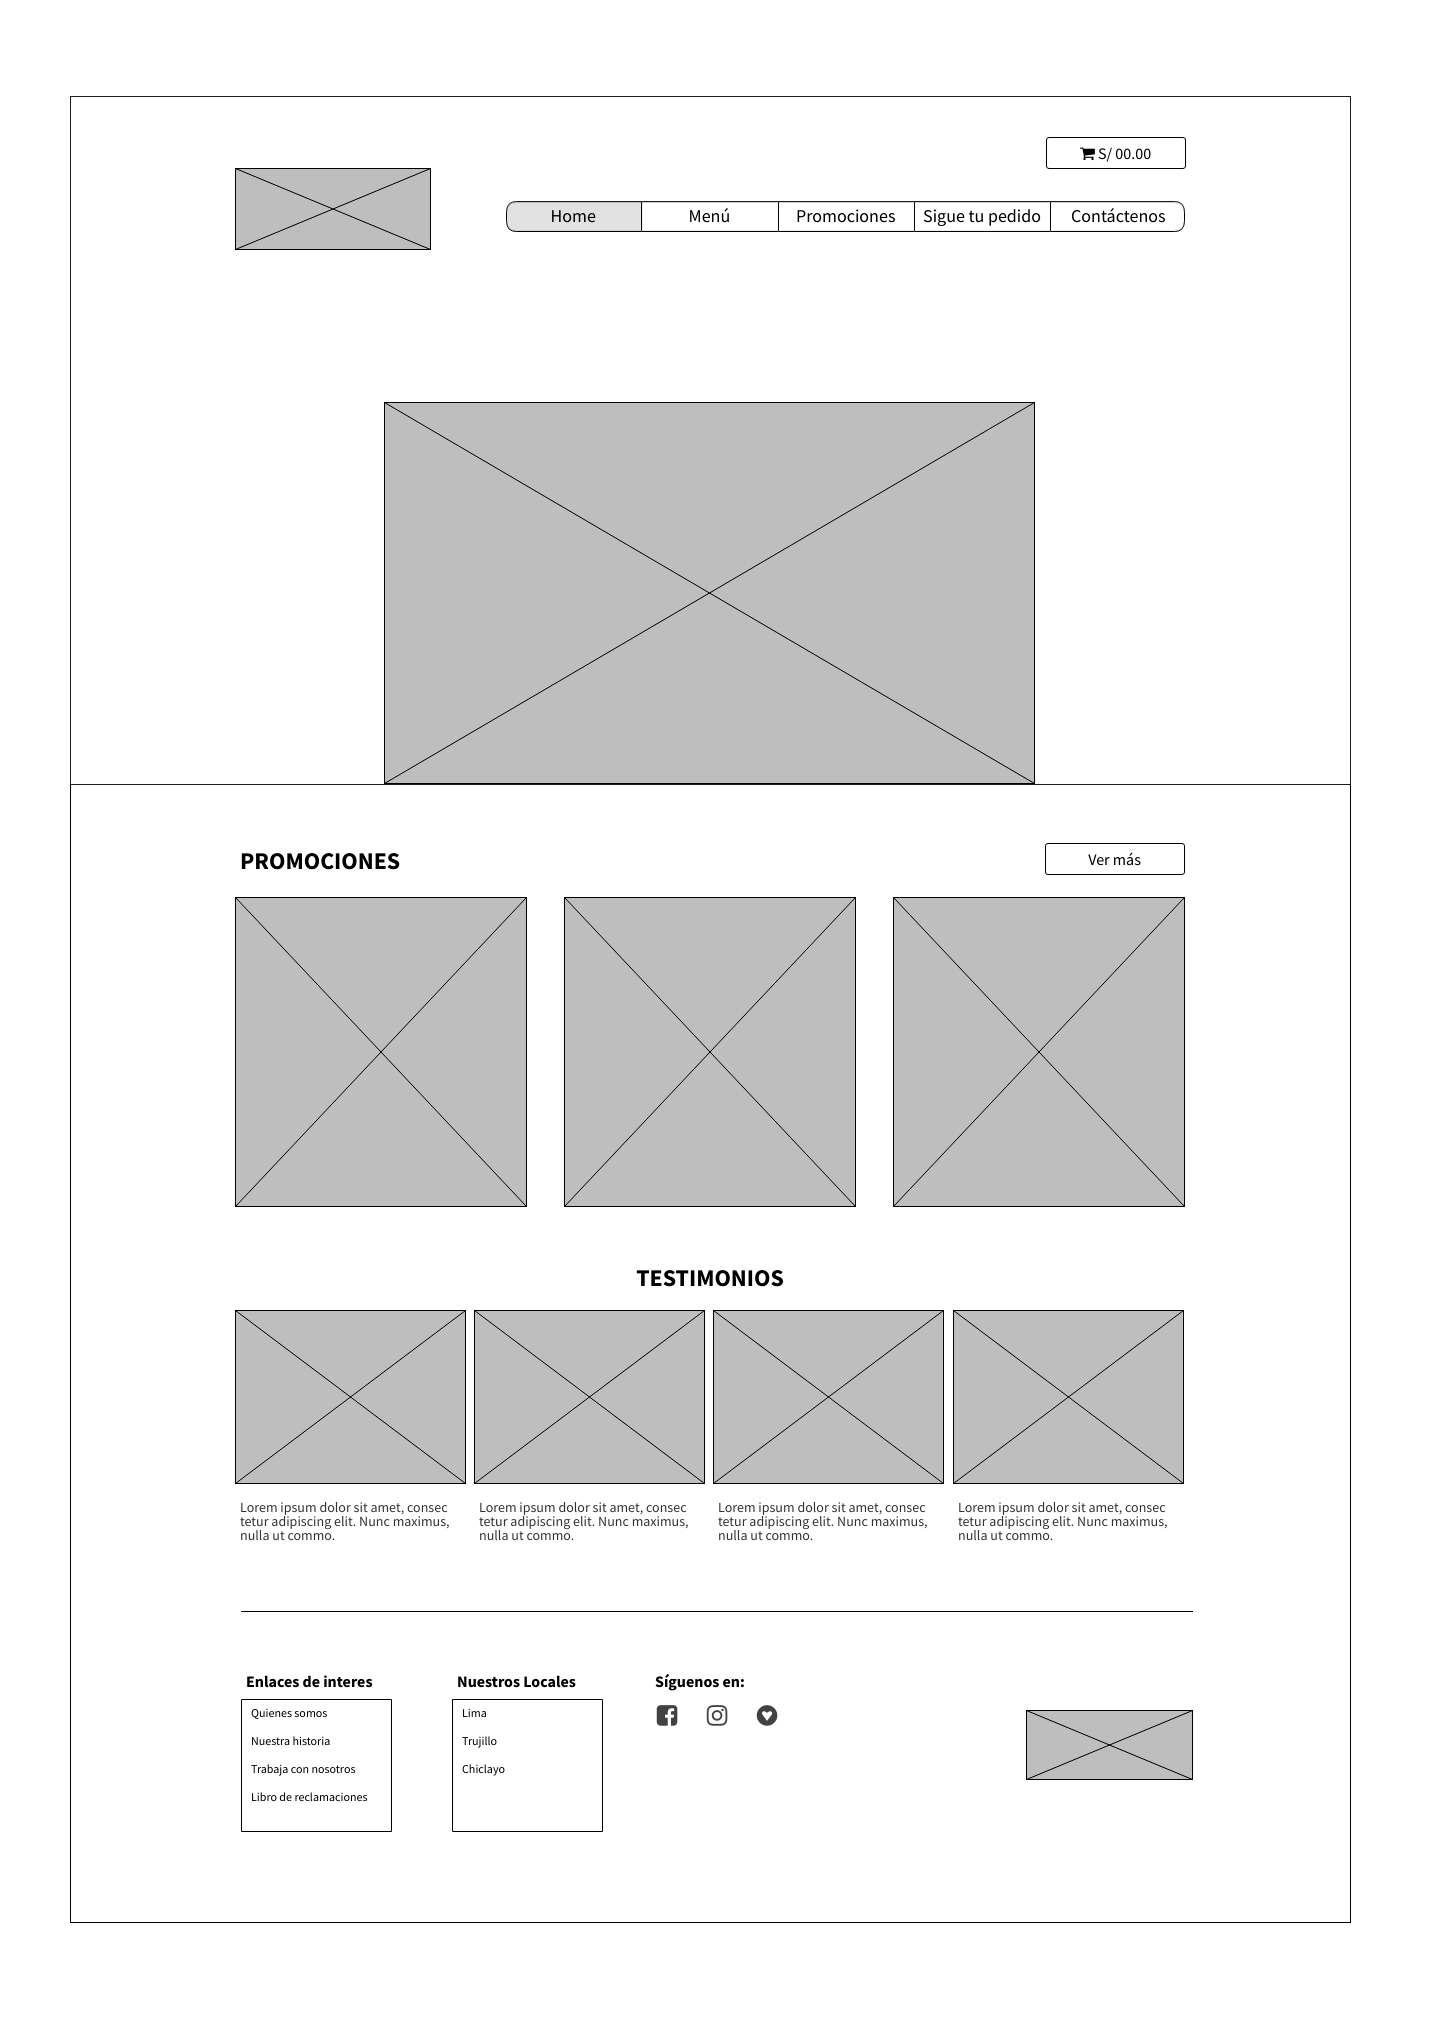 S/ 00.00
Home
Menú
Promociones
Sigue tu pedido
Contáctenos
PROMOCIONES
Ver más
TESTIMONIOS
Lorem ipsum dolor sit amet, consec
tetur adipiscing elit. Nunc maximus,
nulla ut commo.
Lorem ipsum dolor sit amet, consec
tetur adipiscing elit. Nunc maximus,
nulla ut commo.
Lorem ipsum dolor sit amet, consec
tetur adipiscing elit. Nunc maximus,
nulla ut commo.
Lorem ipsum dolor sit amet, consec
tetur adipiscing elit. Nunc maximus,
nulla ut commo.
Enlaces de interes
Quienes somos
Nuestra historia
Trabaja con nosotros
Libro de reclamaciones
Nuestros Locales
Lima
Trujillo
Chiclayo
Síguenos en: